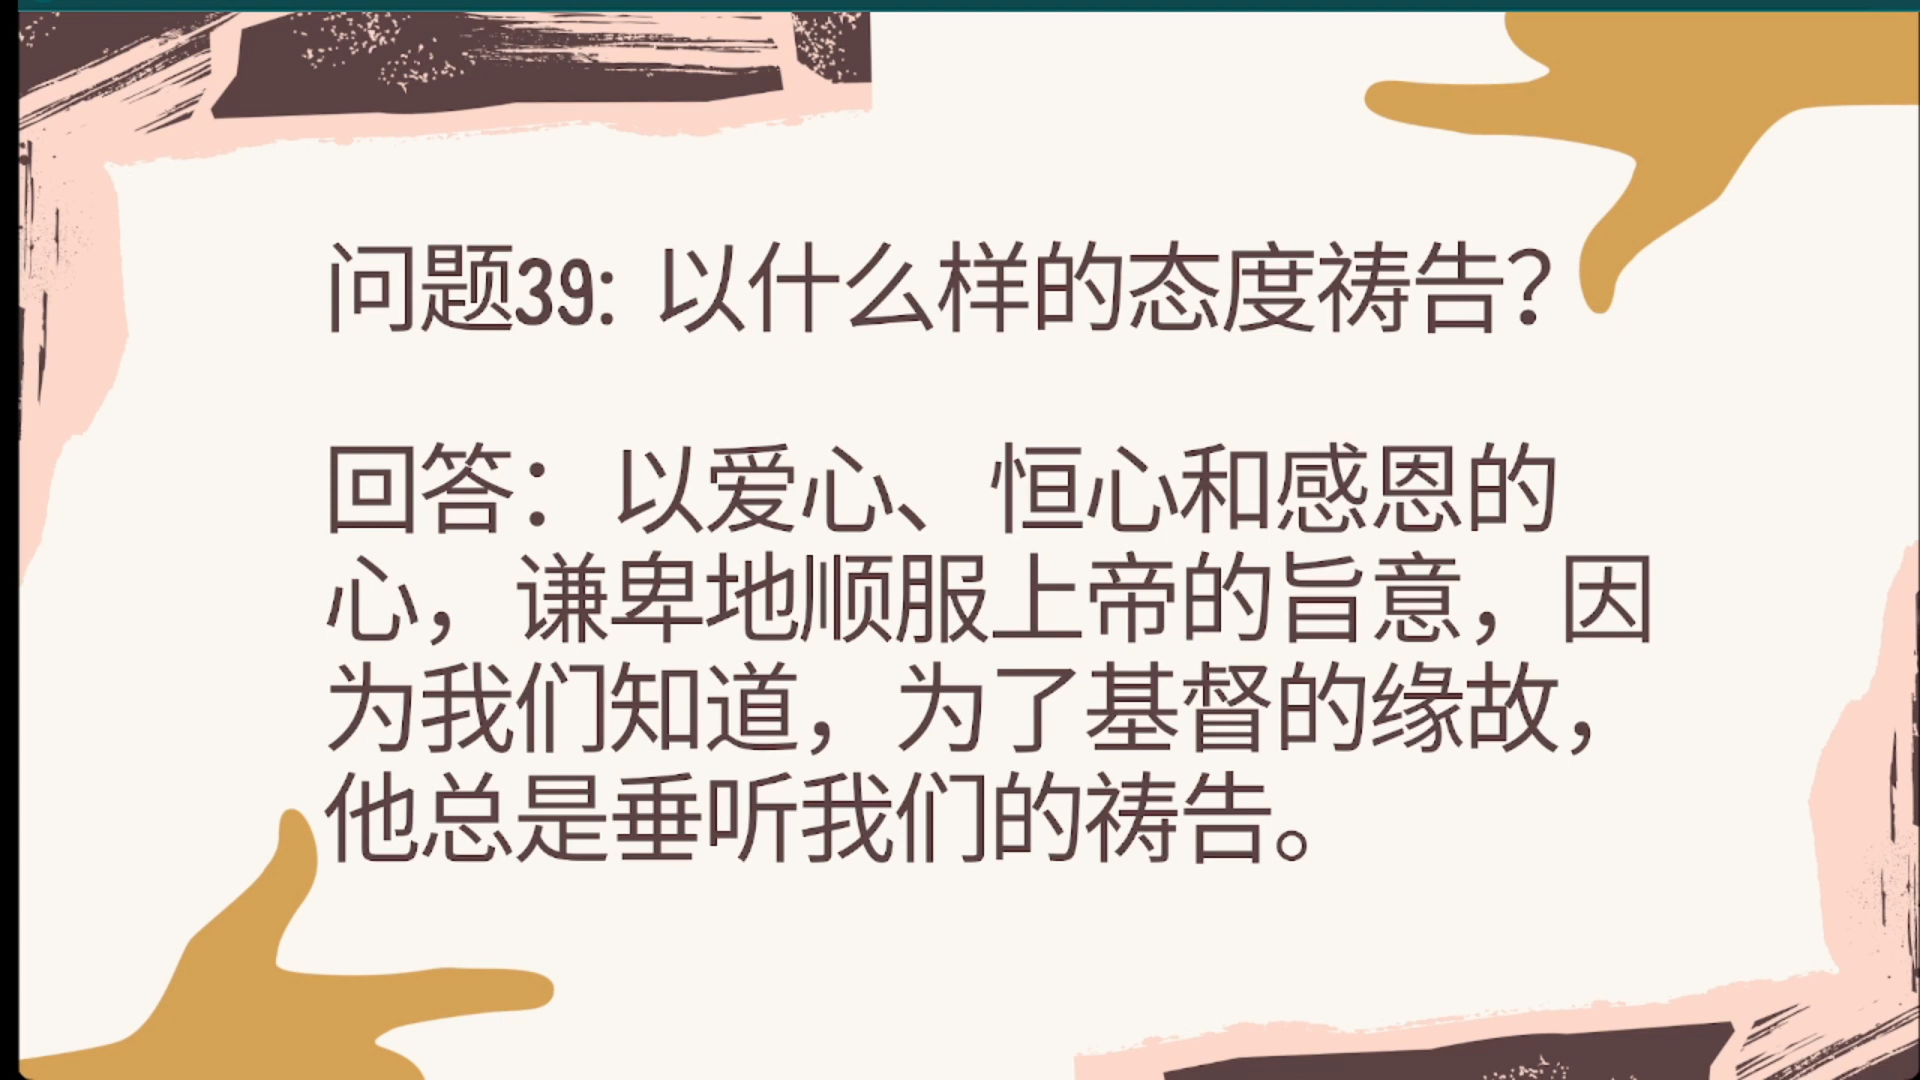 问题39: 以什么样的态度祷告?
回答：以爱心、恒心和感恩的
心，谦卑地顺服上帝的旨意，因
为我们知道，为了基督的缘故，
他总是垂听我们的祷告。